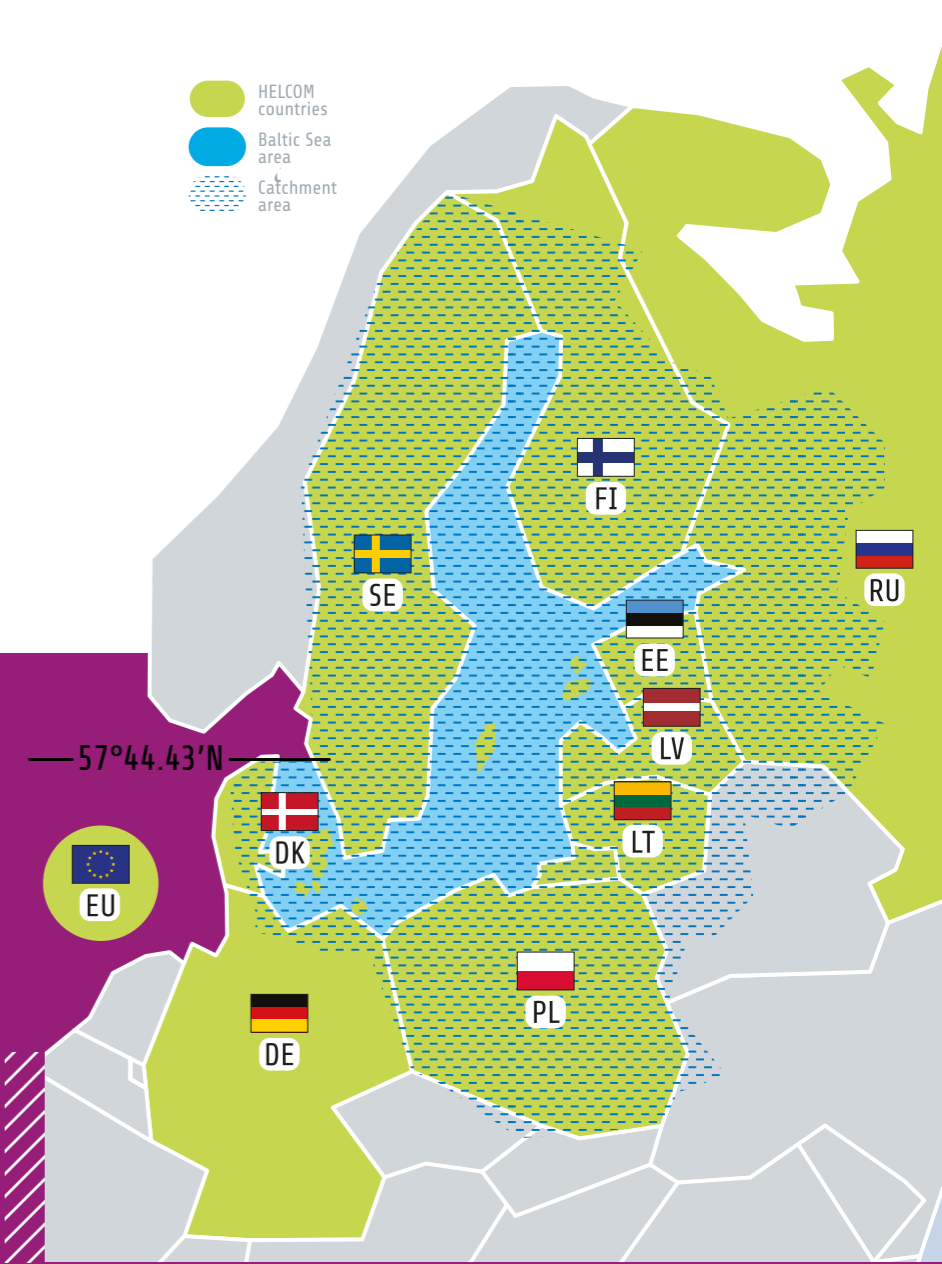 HELCOM
countries
Baltic Sea
area
Catchment
area
FI
SE
RU
EE
LV
57°44.43'N
LT
DK
EU
PL
DE